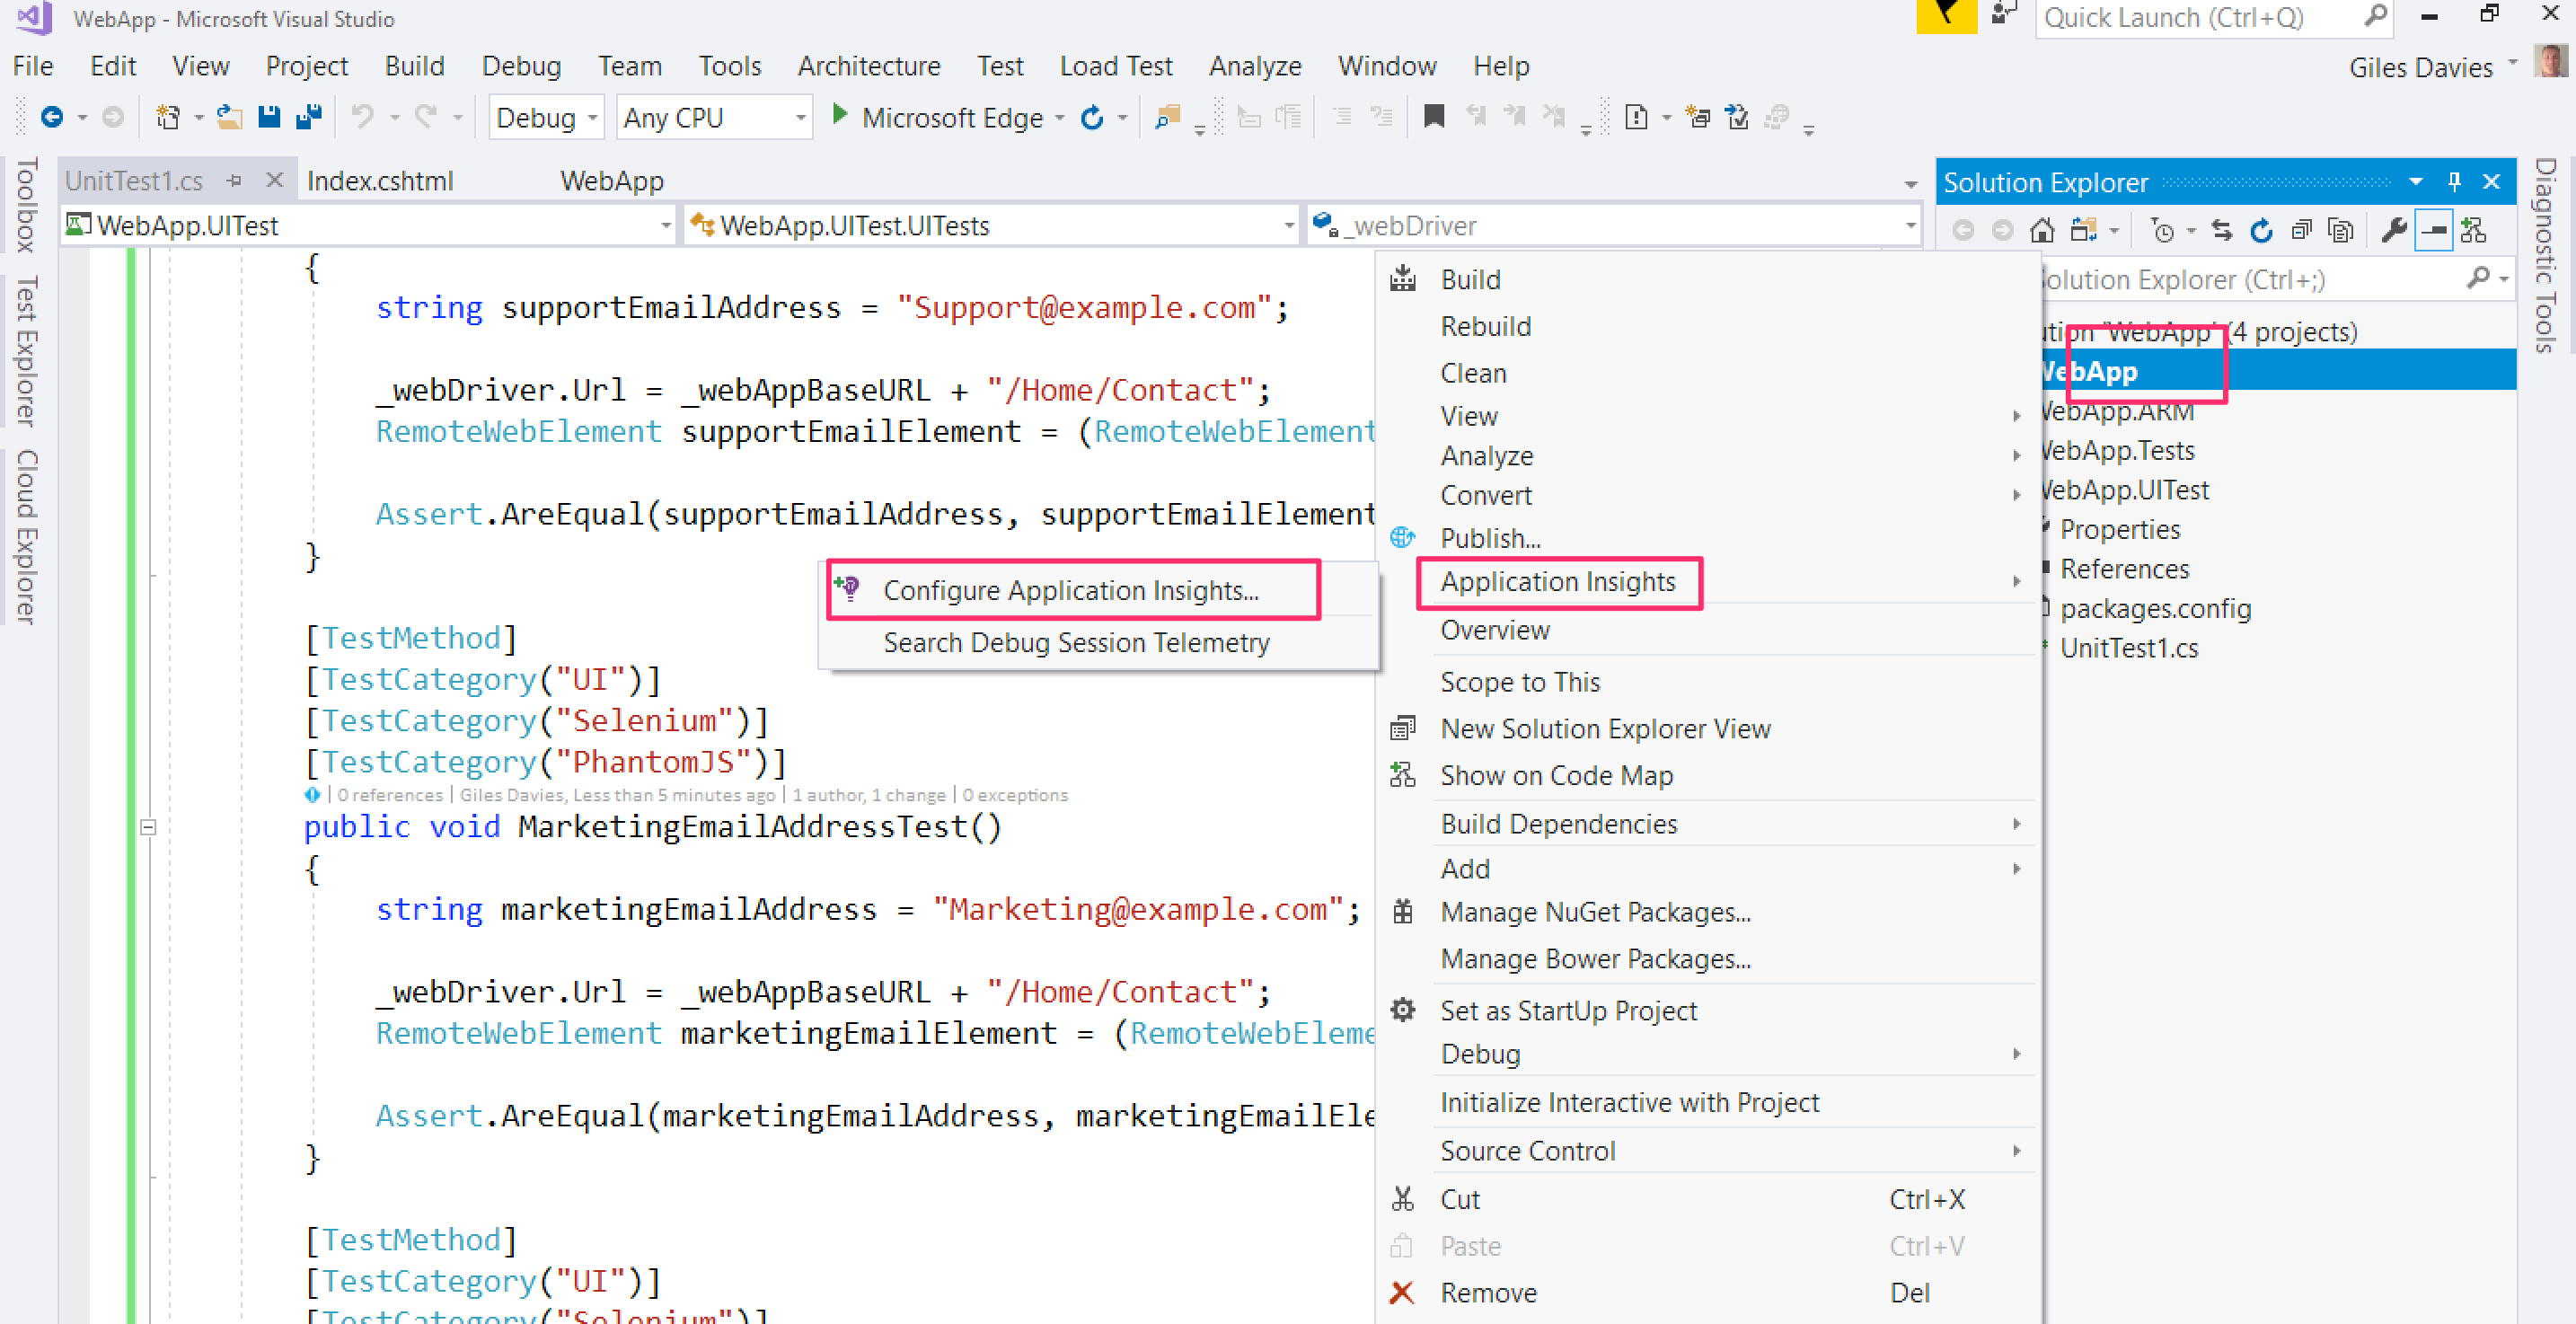 WebApp - Microsoft Visual Studio
Quick Launch (Ctrl+Q)
File Edit View Project Build Debug Team Tools Architecture Test Load Test Analyze Window Help
Giles Davies
Debug Any CPU Microsoft Edge
UnitTest1.cs Index.cshtml WebApp
WebApp.UITest WebApp.UITest.UITests _webDriver
Toolbox
Test Explorer
Cloud Explorer
{
string supportEmailAddress = "Support@example.com";
_webDriver.Url = _webAppBaseURL + "/Home/Contact";
RemoteWebElement supportEmailElement = (RemoteWebElement
Assert.AreEqual(supportEmailAddress, supportEmailElement
}
[TestMethod]
[TestCategory("UI")]
[TestCategory("Selenium")]
[TestCategory("PhantomJS")]
0 references | Giles Davies, Less than 5 minutes ago | 1 author, 1 change | 0 exceptions
public void MarketingEmailAddressTest()
{
string marketingEmailAddress = "Marketing@example.com";
_webDriver.Url = _webAppBaseURL + "/Home/Contact";
RemoteWebElement marketingEmailElement = (RemoteWebEleme
Assert.AreEqual(marketingEmailAddress, marketingEmailEle
}
[TestMethod]
[TestCategory("UI")]
[TestCategory("Selenium")]
Configure Application Insights...
Search Debug Session Telemetry
Build
Rebuild
Clean
View
Analyze
Convert
Publish...
Application Insights
Overview
Scope to This
New Solution Explorer View
Show on Code Map
Build Dependencies
Add
Manage NuGet Packages...
Manage Bower Packages...
Set as StartUp Project
Debug
Initialize Interactive with Project
Source Control
Cut Ctrl+X
Paste Ctrl+V
Remove Del
Solution Explorer
Solution Explorer (Ctrl+;)
ution 'WebApp' (4 projects)
WebApp
WebApp.ARM
WebApp.Tests
WebApp.UITest
Properties
References
packages.config
UnitTest1.cs
Diagnostic Tools